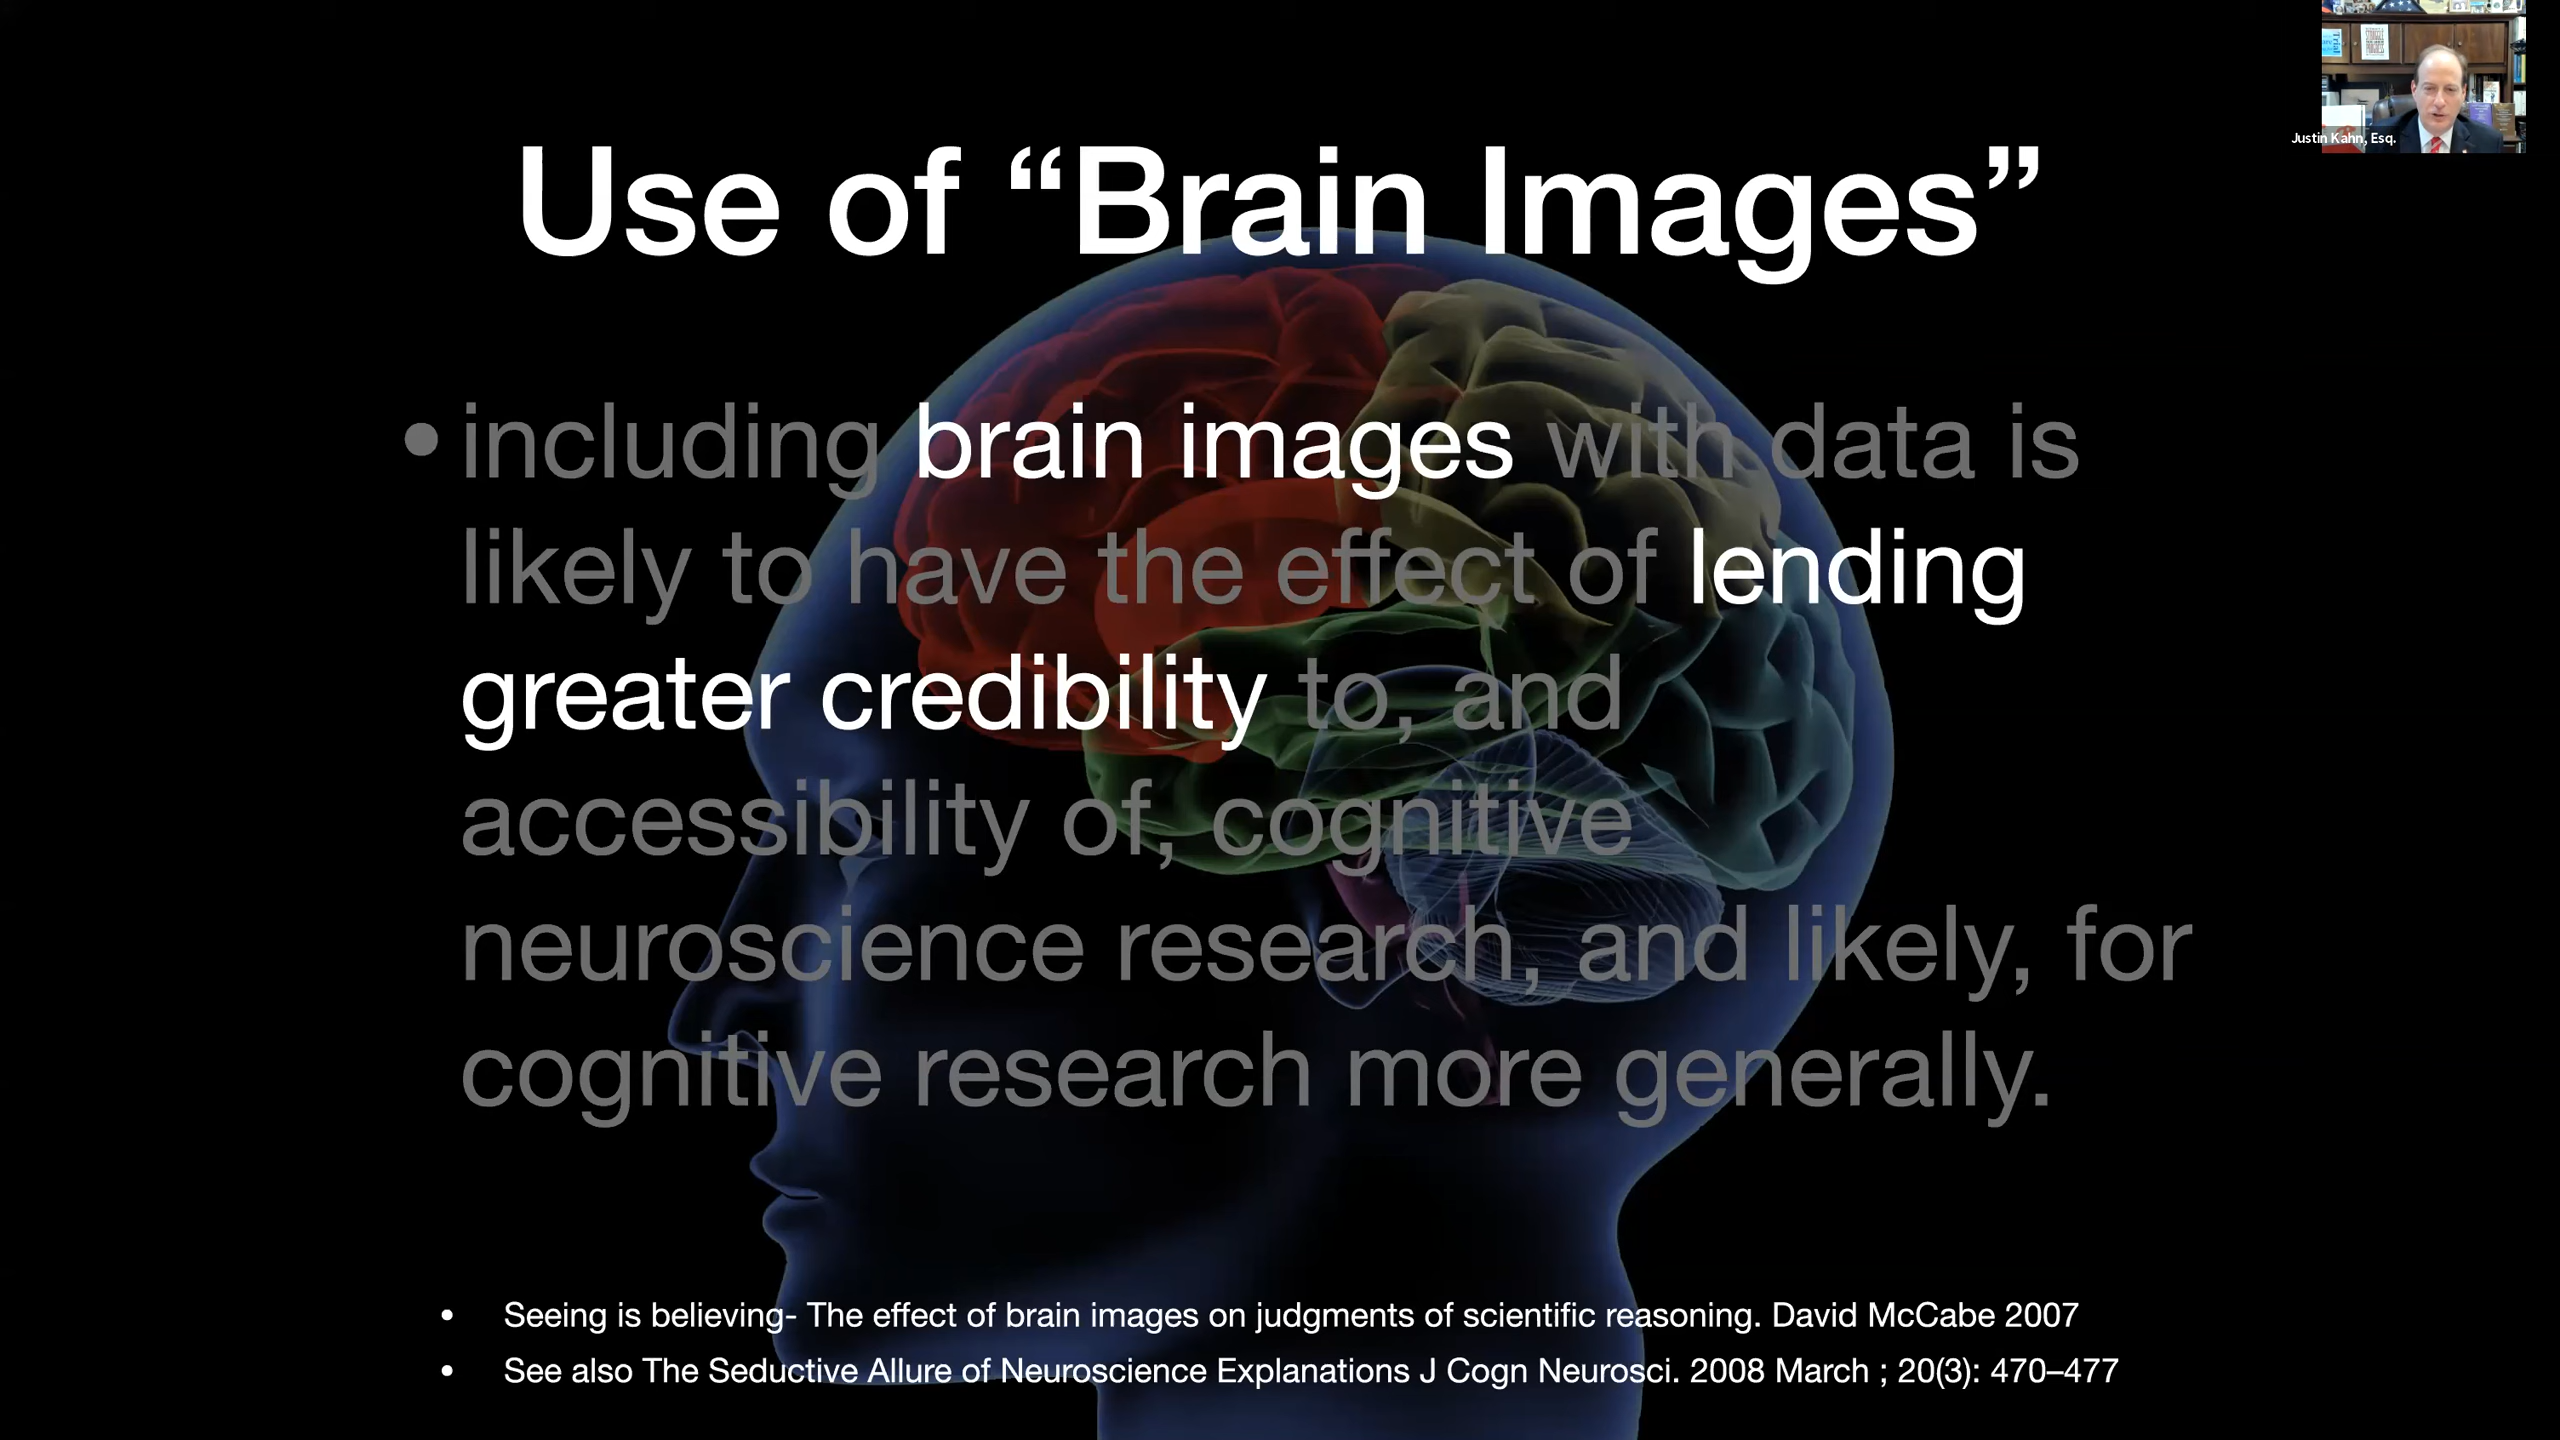 Use of “Brain Images”
Justin Kahn, Esq.
• including brain images with data is
likely to have the effect of lending
greater credibility to, and
accessibility of, cognitive
neuroscience research, and likely, for
cognitive research more generally.
• Seeing is believing- The effect of brain images on judgments of scientific reasoning. David McCabe 2007
• See also The Seductive Allure of Neuroscience Explanations J Cogn Neurosci. 2008 March ; 20(3): 470–477